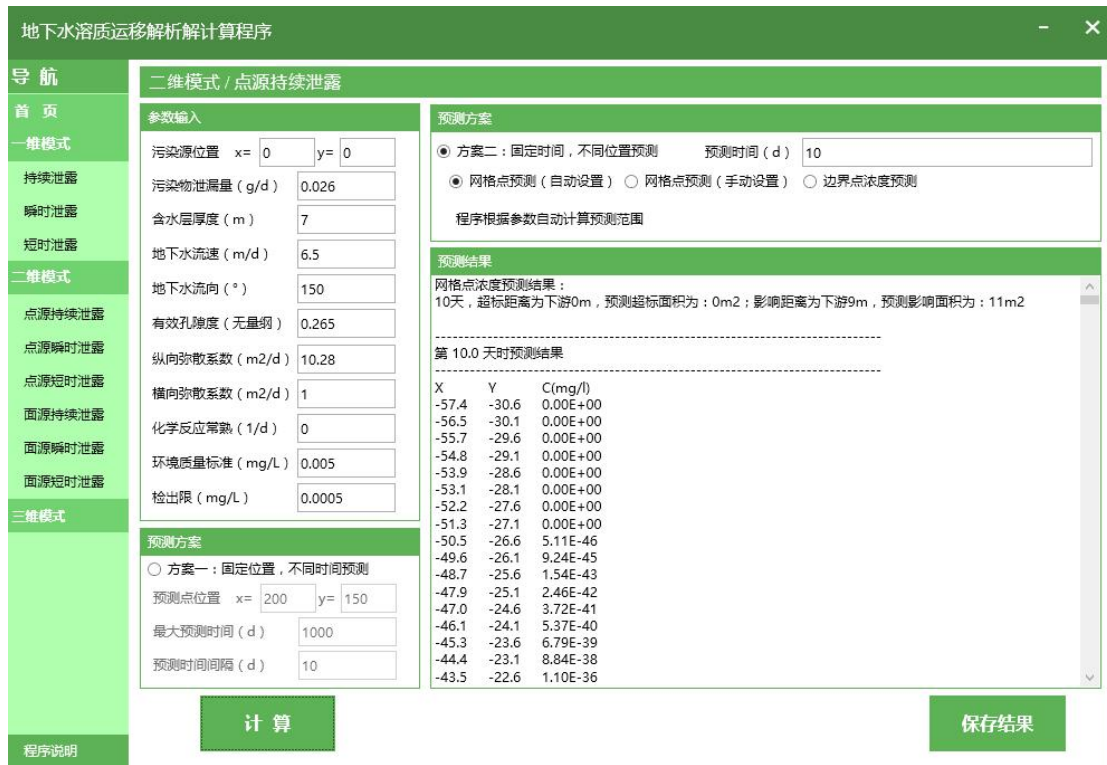 地下水溶质运移解析解计算程序
导 航
首 页
一维模式
持续泄露
瞬时泄露
短时泄露
二维模式
点源持续泄露
点源瞬时泄露
点源短时泄露
面源持续泄露
面源瞬时泄露
面源短时泄露
三维模式
程序说明
二维模式 / 点源持续泄露
参数输入
污染源位置 x= 0 y= 0
污染物泄漏量(g/d) 0.026
含水层厚度(m) 7
地下水流速(m/d) 6.5
地下水流向(°) 150
有效孔隙度(无量纲) 0.265
纵向弥散系数(m2/d) 10.28
横向弥散系数(m2/d) 1
化学反应常熟(1/d) 0
环境质量标准(mg/L) 0.005
检出限(mg/L) 0.0005
预测方案
方案一:固定位置,不同时间预测
预测点位置 x= 200 y= 150
最大预测时间(d) 1000
预测时间间隔(d) 10
计 算
预测方案
方案二:固定时间,不同位置预测 预测时间(d) 10
网格点预测(自动设置) 网格点预测(手动设置) 边界点浓度预测
程序根据参数自动计算预测范围
预测结果
网格点浓度预测结果:
10天,超标距离为下游0m,预测超标面积为:0m2;影响距离为下游9m,预测影响面积为:11m2
--------------------------------------------------------------------------------
第 10.0 天时预测结果
--------------------------------------------------------------------------------
X Y C(mg/l)
-57.4 -30.6 0.00E+00
-56.5 -30.1 0.00E+00
-55.7 -29.6 0.00E+00
-54.8 -29.1 0.00E+00
-53.9 -28.6 0.00E+00
-53.1 -28.1 0.00E+00
-52.2 -27.6 0.00E+00
-51.3 -27.1 0.00E+00
-50.5 -26.6 5.11E-46
-49.6 -26.1 9.24E-45
-48.7 -25.6 1.54E-43
-47.9 -25.1 2.46E-42
-47.0 -24.6 3.72E-41
-46.1 -24.1 5.37E-40
-45.3 -23.6 6.79E-39
-44.4 -23.1 8.84E-38
-43.5 -22.6 1.10E-36
保存结果